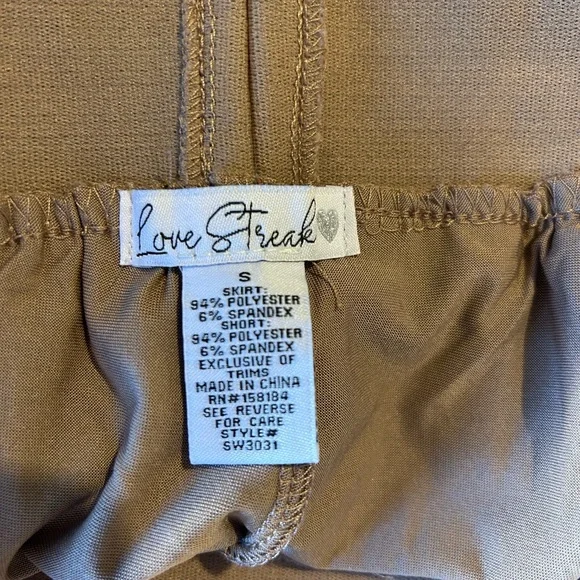 Love Streak
S
SKIRT:
94% POLYESTER
6% SPANDEX
SHORT:
94% POLYESTER
6% SPANDEX
EXCLUSIVE OF
TRIMS
MADE IN CHINA
RN#158184
SEE REVERSE
FOR CARE
STYLE#
SW3031